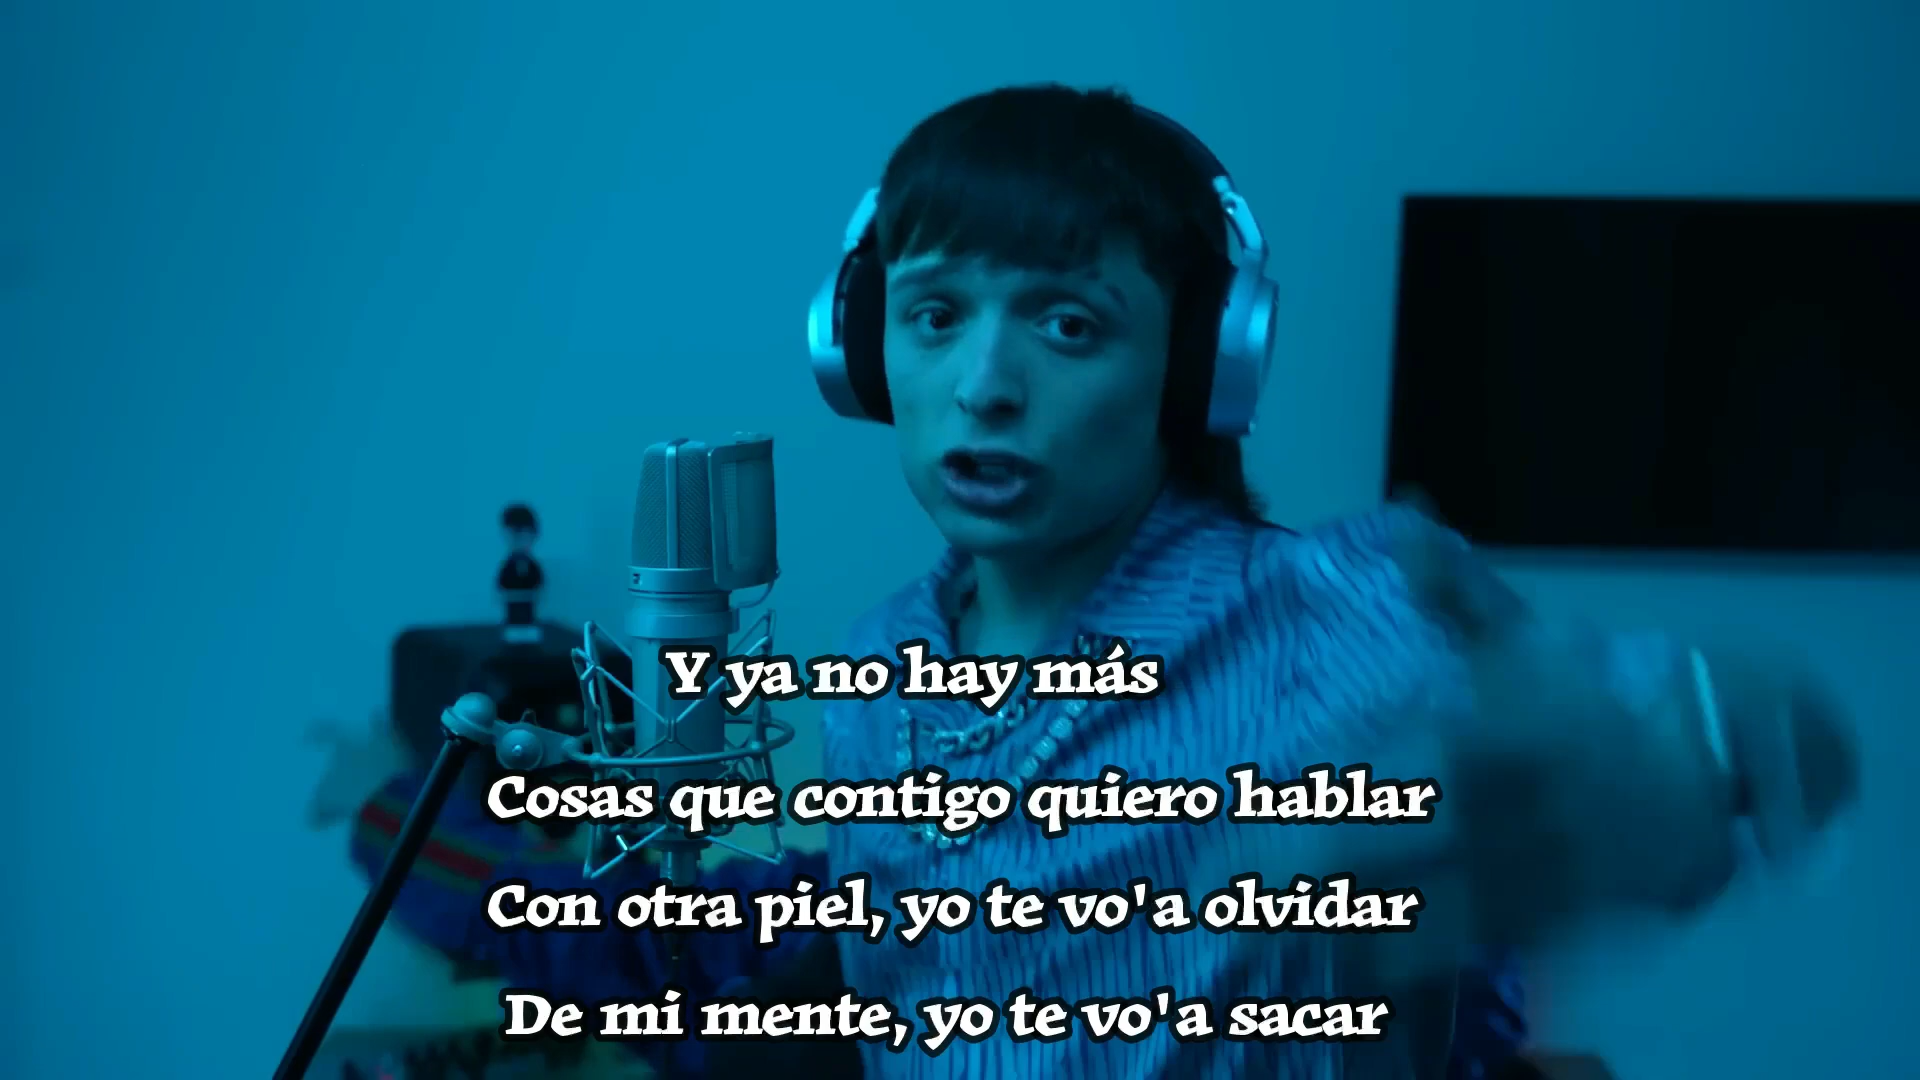 Y ya no hay más
Cosas que contigo quiero hablar
Con otra piel, yo te vo'a olvidar
De mi mente, yo te vo'a sacar